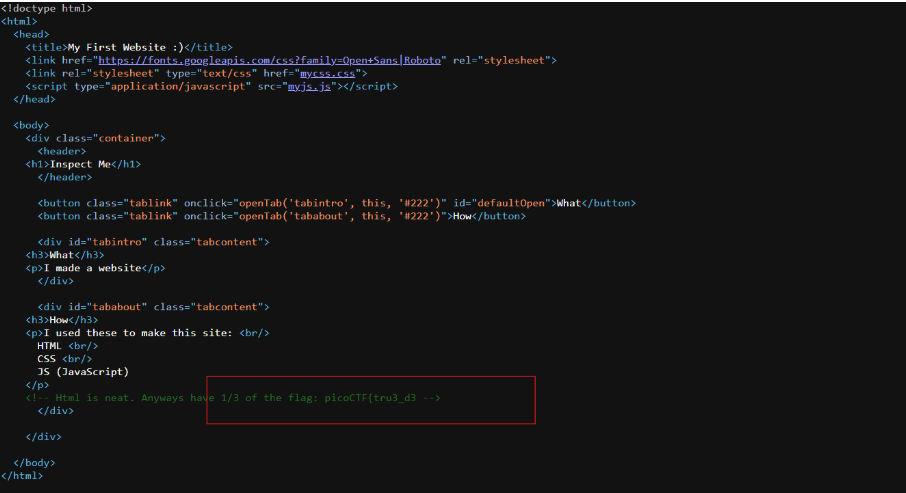 <!doctype html>
<html>
<head>
<title>My First Website :)</title>
<link href="https://fonts.googleapis.com/css?family=Open+Sans|Roboto" rel="stylesheet">
<link rel="stylesheet" type="text/css" href="mycss.css">
<script type="application/javascript" src="myjs.js"></script>
</head>
<body>
<div class="container">
<header>
<h1>Inspect Me</h1>
</header>
<button class="tablink" onclick="openTab('tabintro', this, '#222')" id="defaultOpen">What</button>
<button class="tablink" onclick="openTab('tababout', this, '#222')">How</button>
<div id="tabintro" class="tabcontent">
<h3>What</h3>
<p>I made a website</p>
</div>
<div id="tababout" class="tabcontent">
<h3>How</h3>
<p>I used these to make this site: <br/>
HTML <br/>
CSS <br/>
JS (JavaScript)
</p>
<!-- Html is neat. Anyways have 1/3 of the flag: picoCTF{tru3_d3 -->
</div>
</div>
</body>
</html>